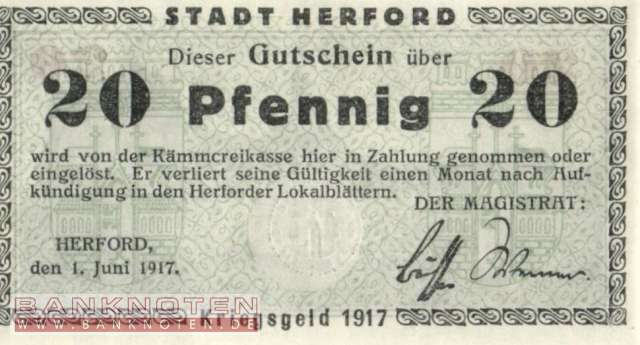 STADT HERFORD
Dieser Gutschein über
20 Pfennig 20
wird von der Kämmcreikasse hier in Zahlung genommen oder
eingelöst. Er verliert seine Gültigkeit einen Monat nach Auf-
kündigung in den Herforder Lokalblättern.
DER MAGISTRAT:
HERFORD,
den 1. Juni 1917.
BANKNOTEN
WWW.BANKNOTEN.DE
Kriegsgeld 1917